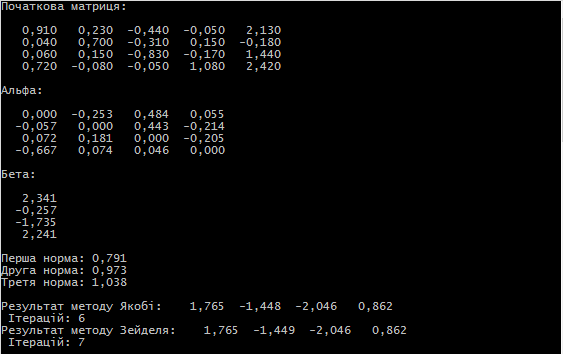 Початкова матриця:
0,910 0,230 -0,440 -0,050 2,130
0,040 0,700 -0,310 0,150 -0,180
0,060 0,150 -0,830 -0,170 1,440
0,720 -0,080 -0,050 1,080 2,420
Альфа:
0,000 -0,253 0,484 0,055
-0,057 0,000 0,443 -0,214
0,072 0,181 0,000 -0,205
-0,667 0,074 0,046 0,000
Бета:
2,341
-0,257
-1,735
2,241
Перша норма: 0,791
Друга норма: 0,973
Третя норма: 1,038
Результат методу Якобі: 1,765 -1,448 -2,046 0,862
Ітерацій: 6
Результат методу Зейделя: 1,765 -1,449 -2,046 0,862
Ітерацій: 7